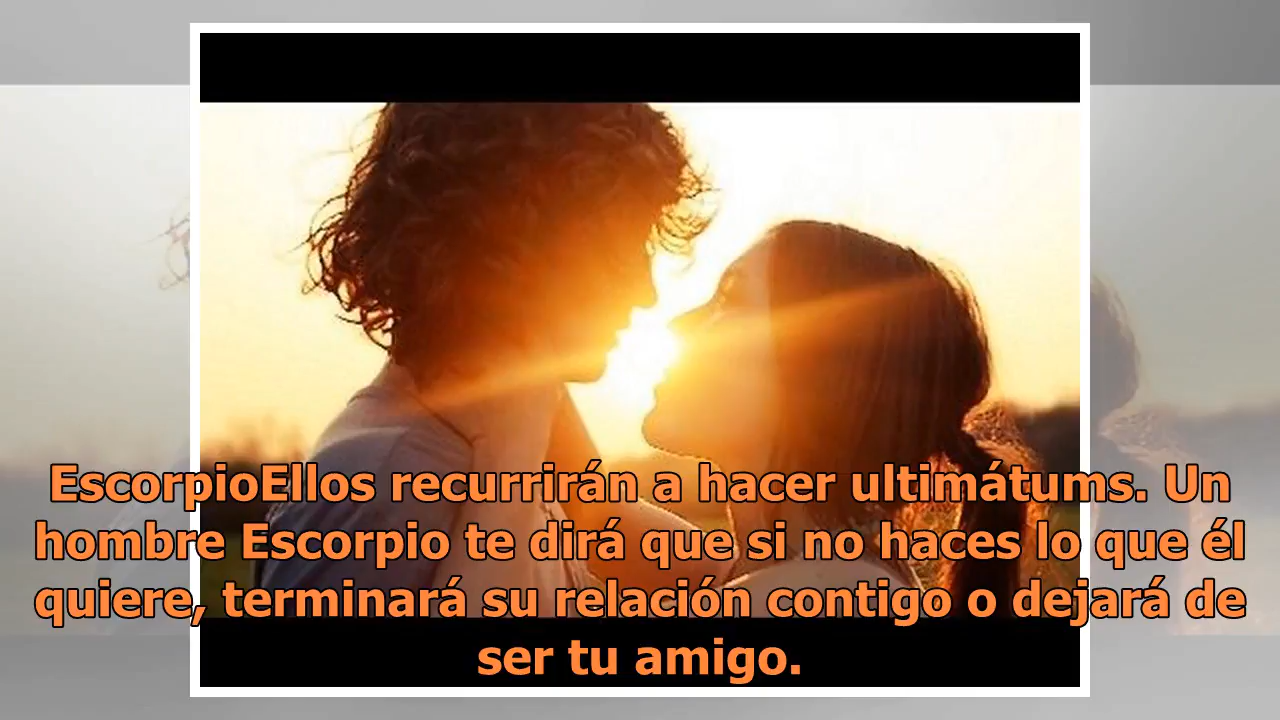 EscorpioEllos recurrirán a hacer ultimátums. Un
hombre Escorpio te dirá que si no haces lo que él
quiere, terminará su relación contigo o dejará de
ser tu amigo.